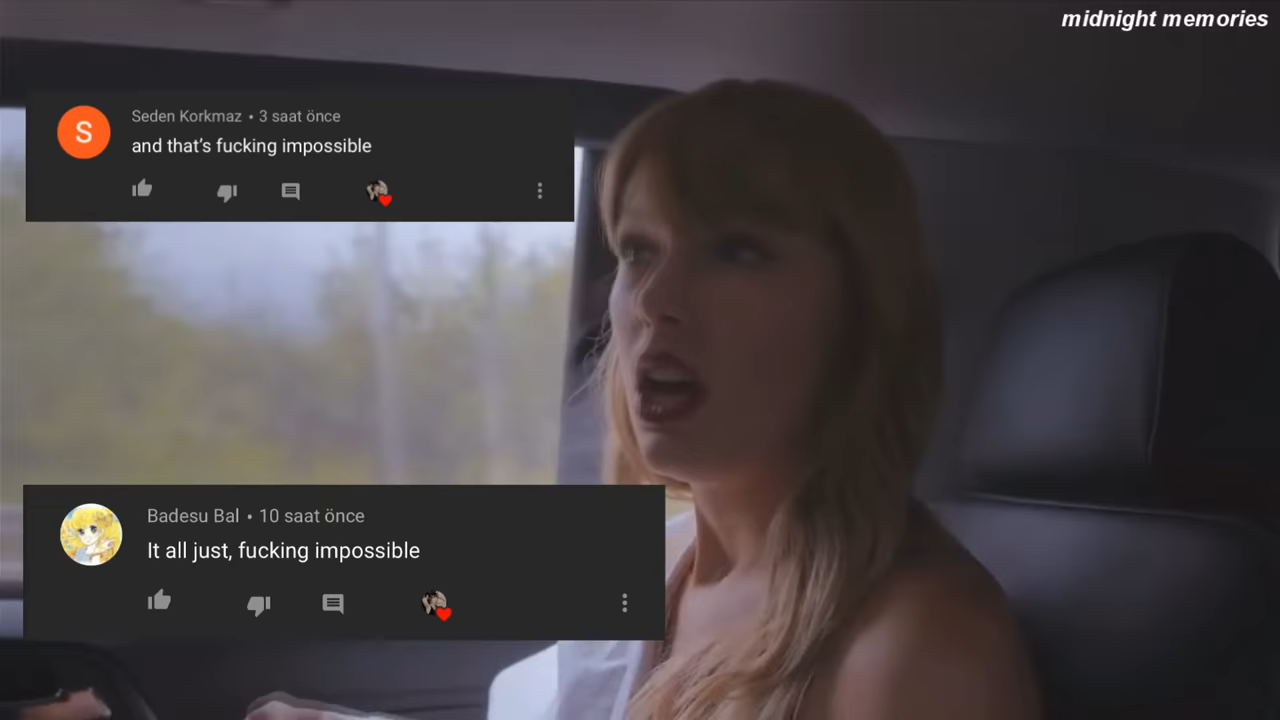 midnight memories
S
Seden Korkmaz • 3 saat önce
and that's fucking impossible
Badesu Bal • 10 saat önce
It all just, fucking impossible